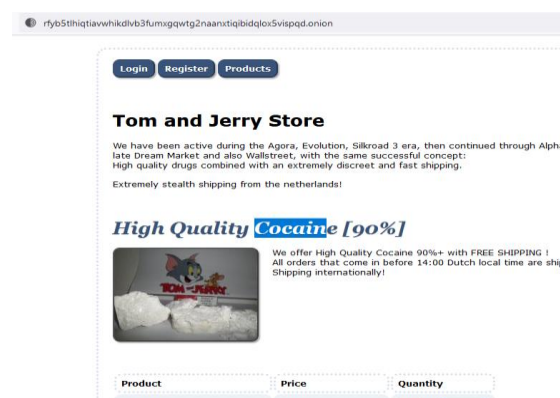 Login Register Products
Tom and Jerry Store
We have been active during the Agora, Evolution, Silkroad 3 era, then continued through
late Dream Market and also Wallstreet, with the same successful concept:
High quality drugs combined with an extremely discreet and fast shipping.
Extremely stealth shipping from the netherlands!
High Quality Cocaine [90%]
We offer High Quality Cocaine 90%+ with FREE SHIPPING !
All orders that come in before 14:00 Dutch local time are
Shipping internationally!
TOM and JERRY
Product Price Quantity